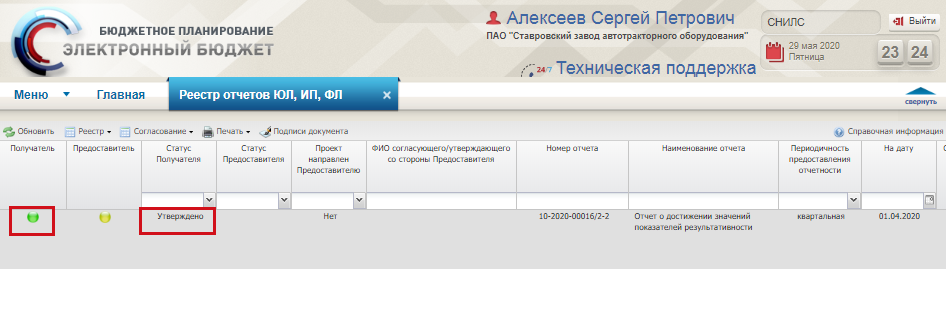 БЮДЖЕТНОЕ ПЛАНИРОВАНИЕ
ЭЛЕКТРОННЫЙ БЮДЖЕТ
Алексеев Сергей Петрович
ПАО "Ставровский завод автотракторного оборудования"
24/7 Техническая поддержка
СНИЛС
Выйти
29 мая 2020
Пятница
23 24
Меню
Главная
Реестр отчетов ЮЛ, ИП, ФЛ
свернуть
Обновить Реестр Согласование Печать Подписи документа
Справочная информация
Получатель
Предоставитель
Статус
Получателя
Статус
Предоставителя
Проект
направлен
Предоставителю
ФИО согласующего/утверждающего
со стороны Предоставителя
Номер отчета
Наименование отчета
Периодичность
предоставления
отчетности
На дату
С
Утверждено
Нет
10-2020-00016/2-2
Отчет о достижении значений
показателей результативности
квартальная
01.04.2020